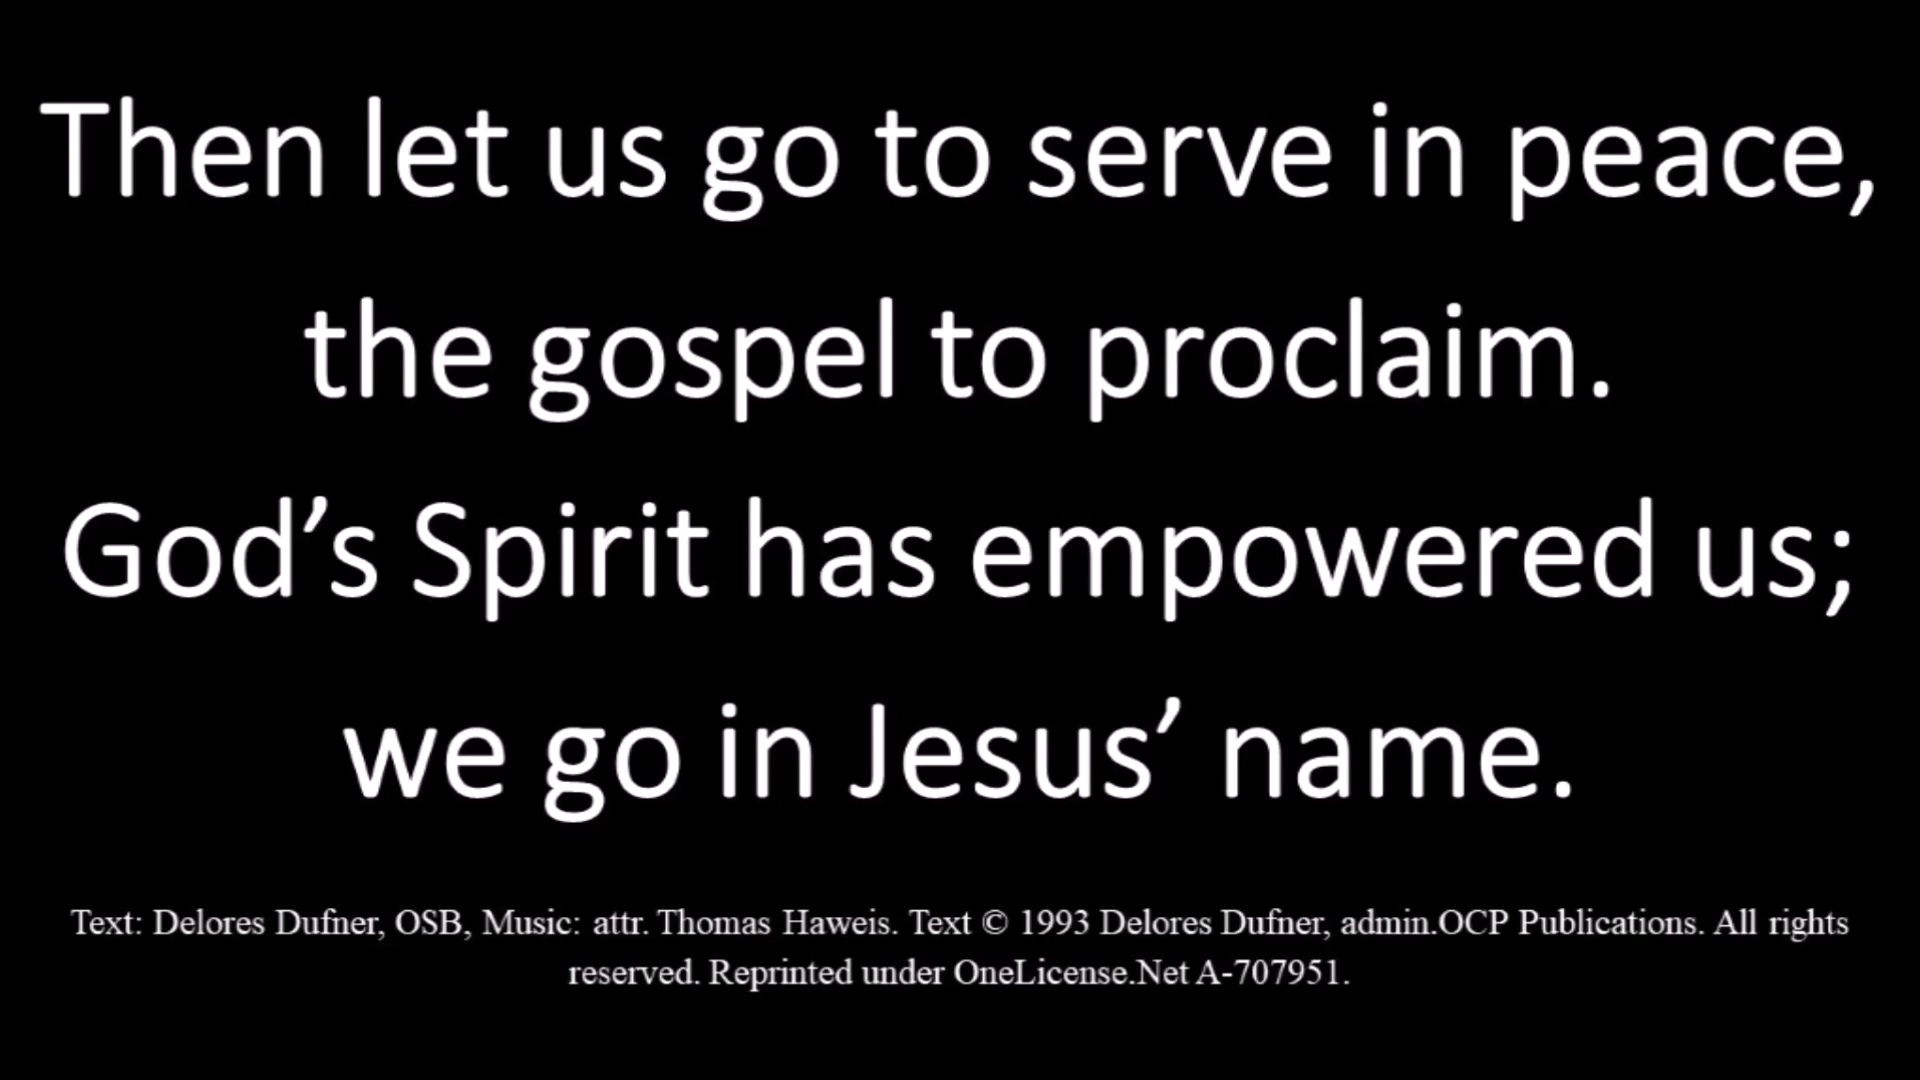 Then let us go to serve in peace,
the gospel to proclaim.
God’s Spirit has empowered us;
we go in Jesus’ name.
Text: Delores Dufner, OSB, Music: attr. Thomas Haweis. Text © 1993 Delores Dufner, admin.OCP Publications. All rights
reserved. Reprinted under OneLicense.Net A-707951.